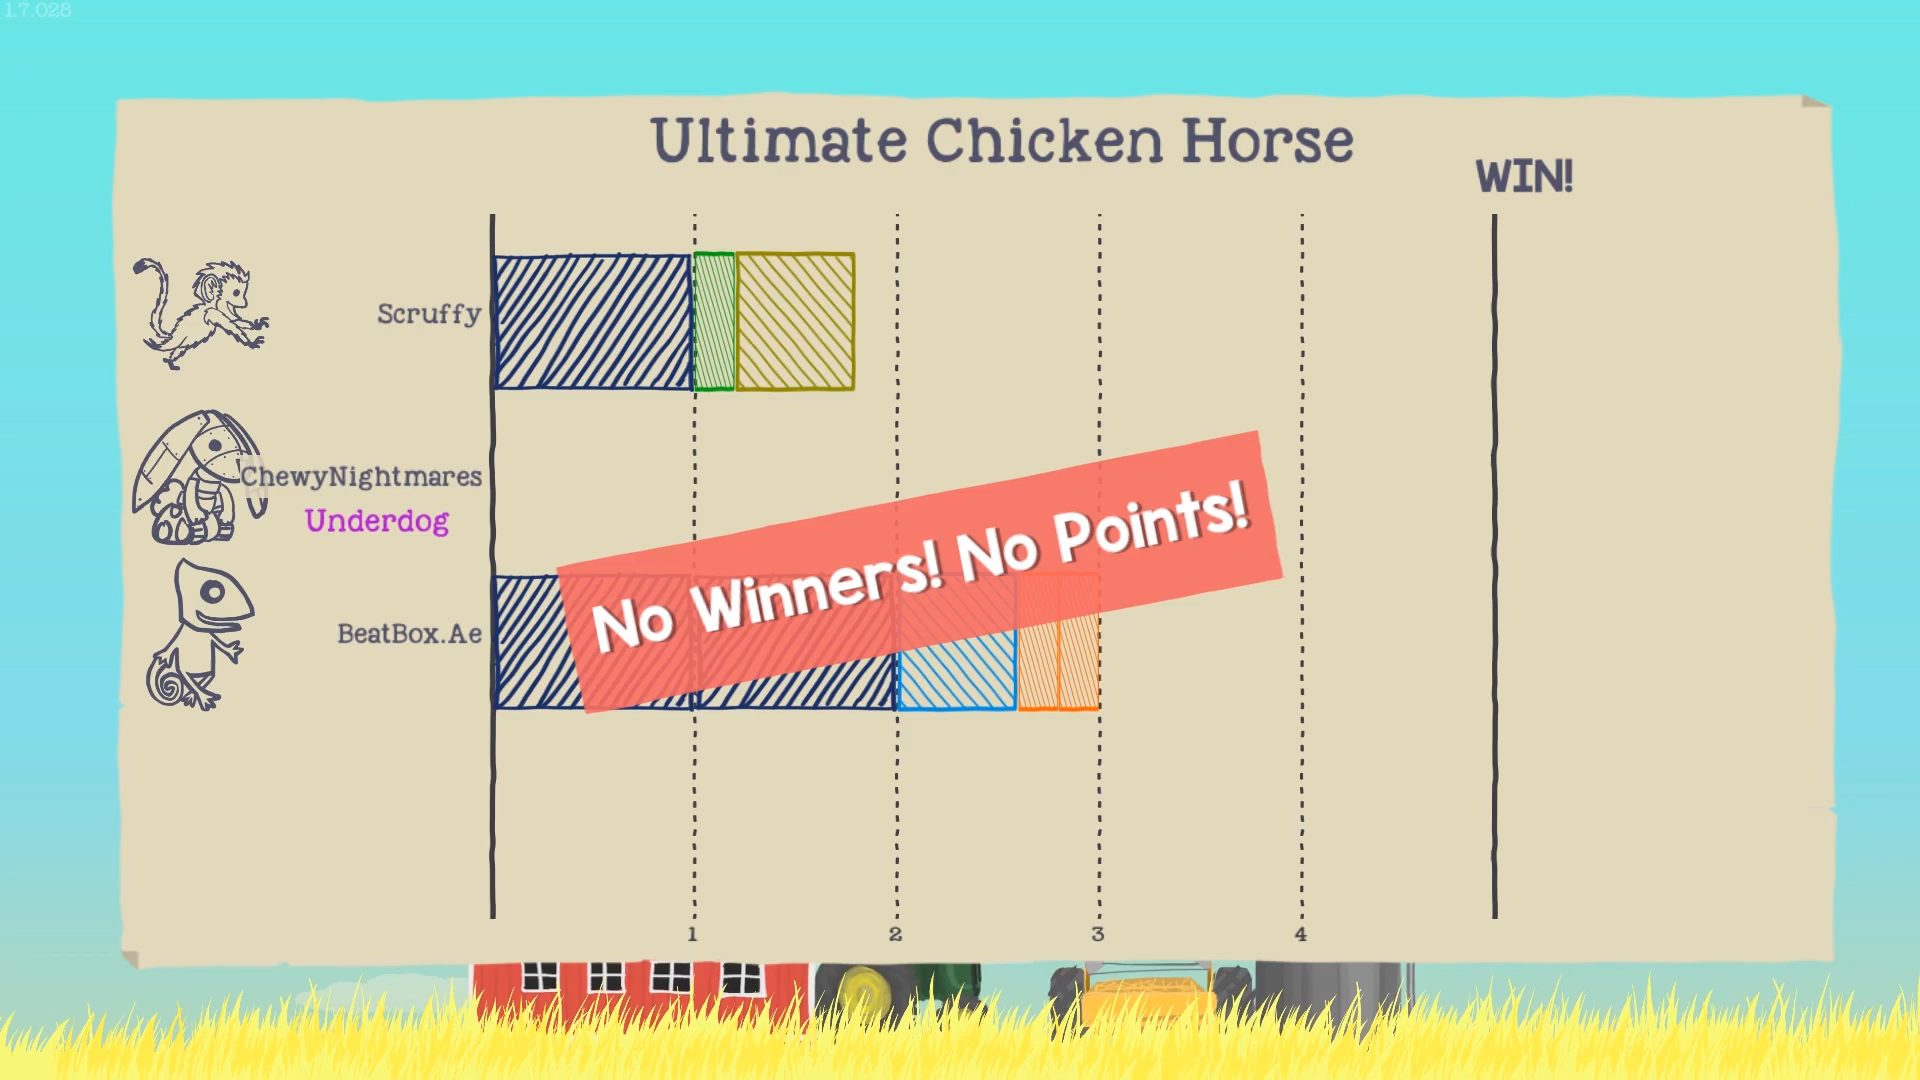 1.7.028
Ultimate Chicken Horse
WIN!
Scruffy
ChewyNightmares
Underdog
No Winners! No Points!
BeatBox.Ae
1 2 3 4